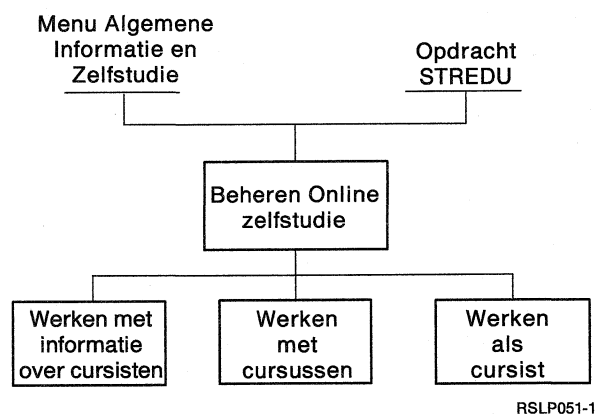 Menu Algemene
Informatie en
Zelfstudie
Opdracht
STREDU
Beheren Online
zelfstudie
Werken met
informatie
over cursisten
Werken
met
cursussen
Werken
als
cursist
RSLP051-1